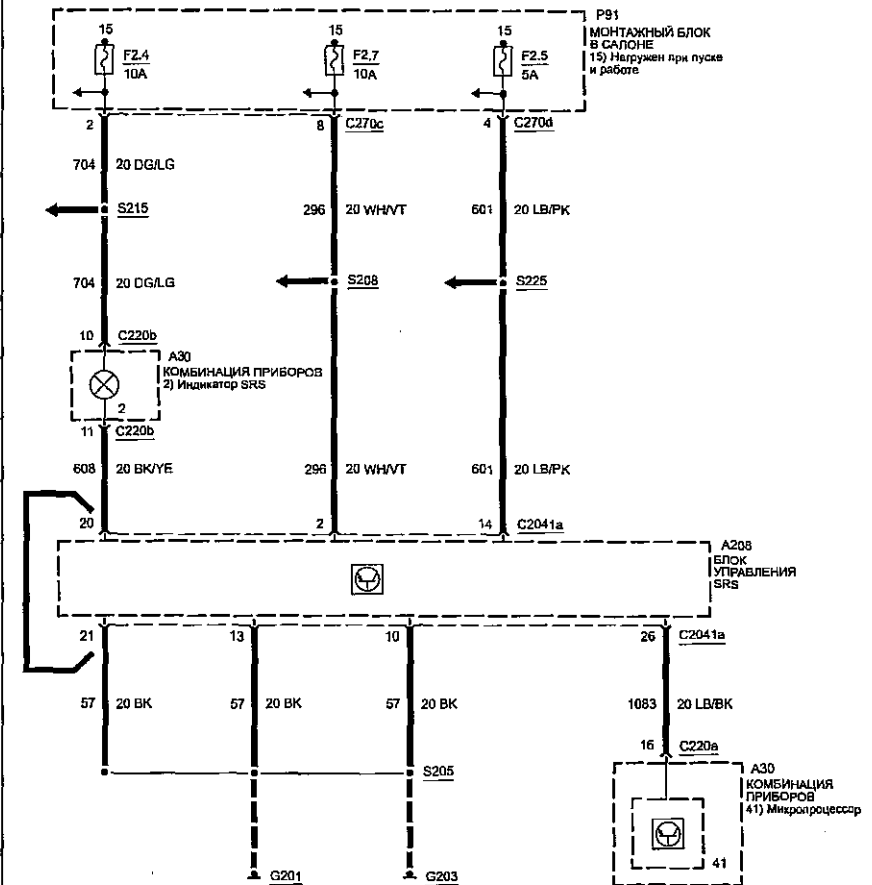 P91
МОНТАЖНЫЙ БЛОК
В САЛОНЕ
15) Нагружен при пуске
и работе
15 15 15
F2.4 F2.7 F2.5
10A 10A 5A
2 8 C270c 4 C270d
704 20 DG/LG
S215
296 20 WH/VT 601 20 LB/PK
704 20 DG/LG S208 S225
10 C220b
A30
КОМБИНАЦИЯ ПРИБОРОВ
2) Индикатор SRS
2
11 C220b
608 20 BK/YE 296 20 WH/VT 601 20 LB/PK
20 2 14 C2041a
A208
БЛОК
УПРАВЛЕНИЯ
SRS
21 13 10 26 C2041a
57 20 BK 57 20 BK 57 20 BK 1083 20 LB/BK
16 C220a
S205
A30
КОМБИНАЦИЯ
ПРИБОРОВ
41) Микропроцессор
41
G201 G203